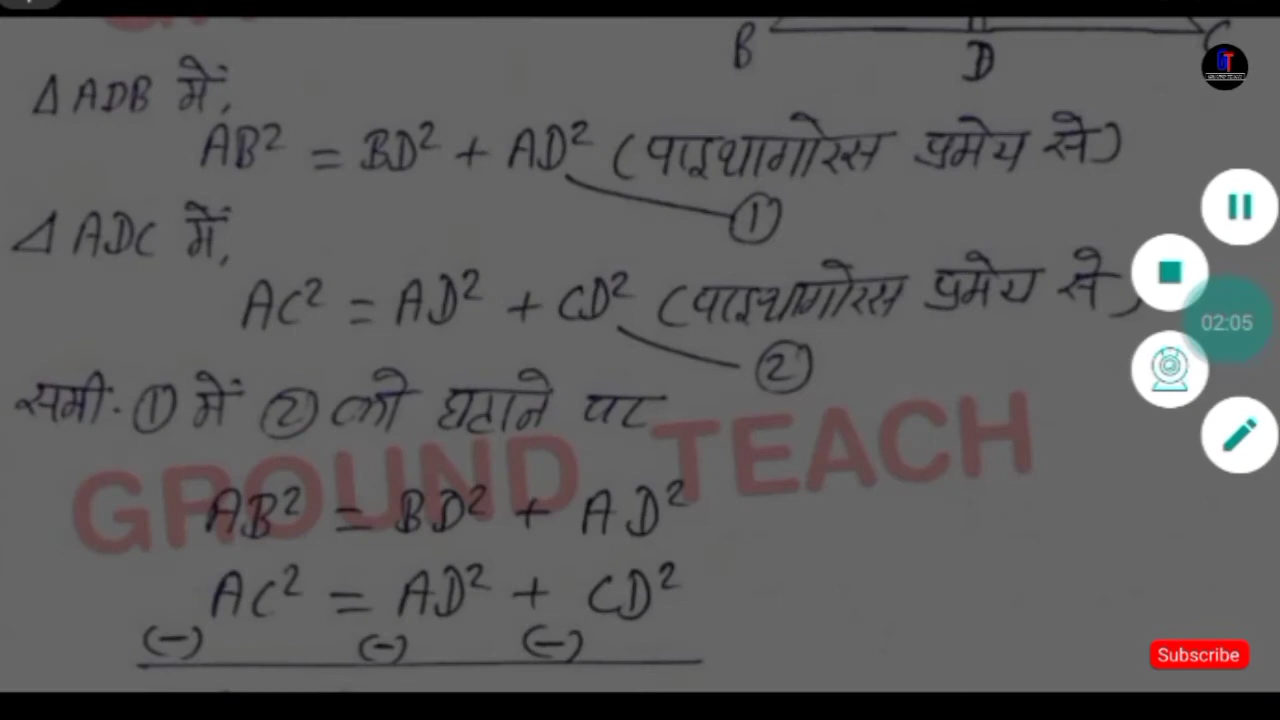 B D C
Δ ADB में,
AB² = BD² + AD² (पाइथागोरस प्रमेय से)
①
Δ ADC में,
AC² = AD² + CD² (पाइथागोरस प्रमेय से)
②
समी. ① में ② को घटाने पर
GROUND TEACH
AB² = BD² + AD²
AC² = AD² + CD²
(-) (-) (-)
GT
02:05
Subscribe